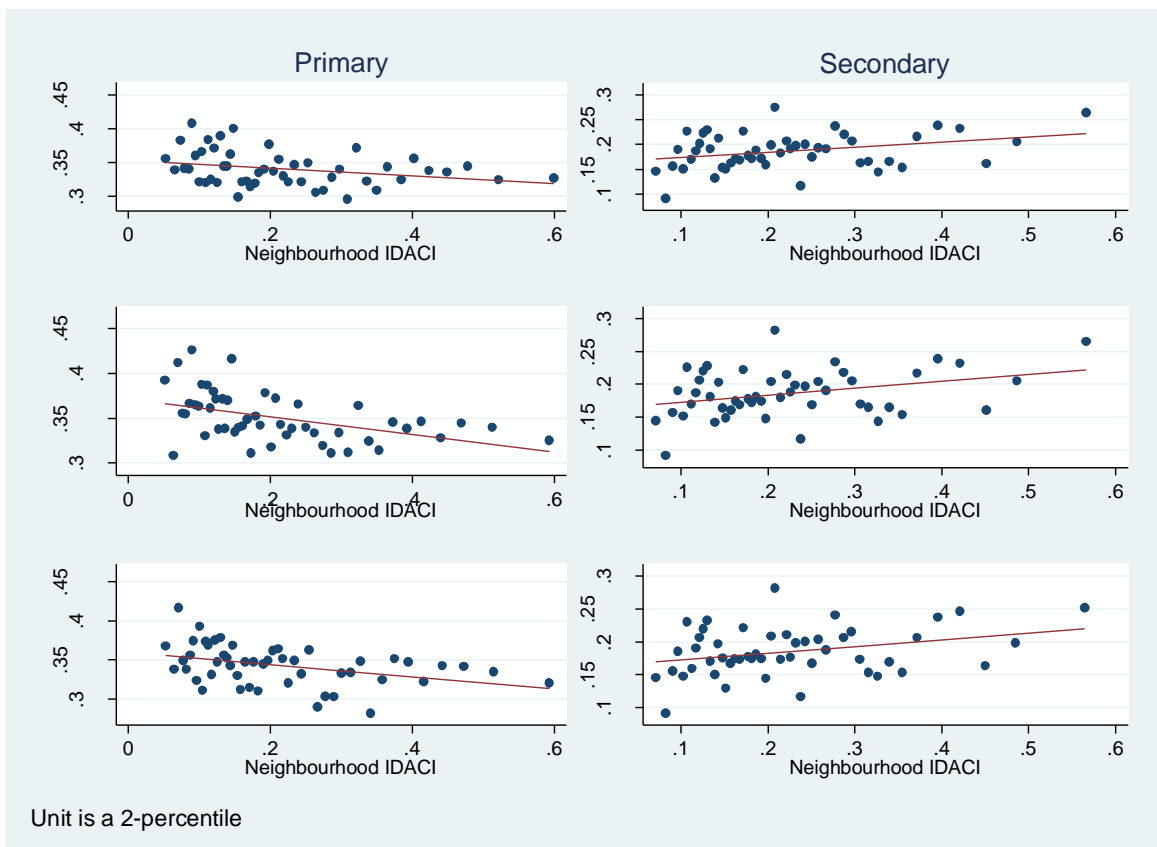 Primary
.45
.4
.35
.3
0 .2 .4 .6
Neighbourhood IDACI
Secondary
.3
.25
.2
.15
.1
.1 .2 .3 .4 .5 .6
Neighbourhood IDACI
.45
.4
.35
.3
0 .2 .4 .6
Neighbourhood IDACI
.3
.25
.2
.15
.1
.1 .2 .3 .4 .5 .6
Neighbourhood IDACI
.45
.4
.35
.3
0 .2 .4 .6
Neighbourhood IDACI
.3
.25
.2
.15
.1
.1 .2 .3 .4 .5 .6
Neighbourhood IDACI
Unit is a 2-percentile